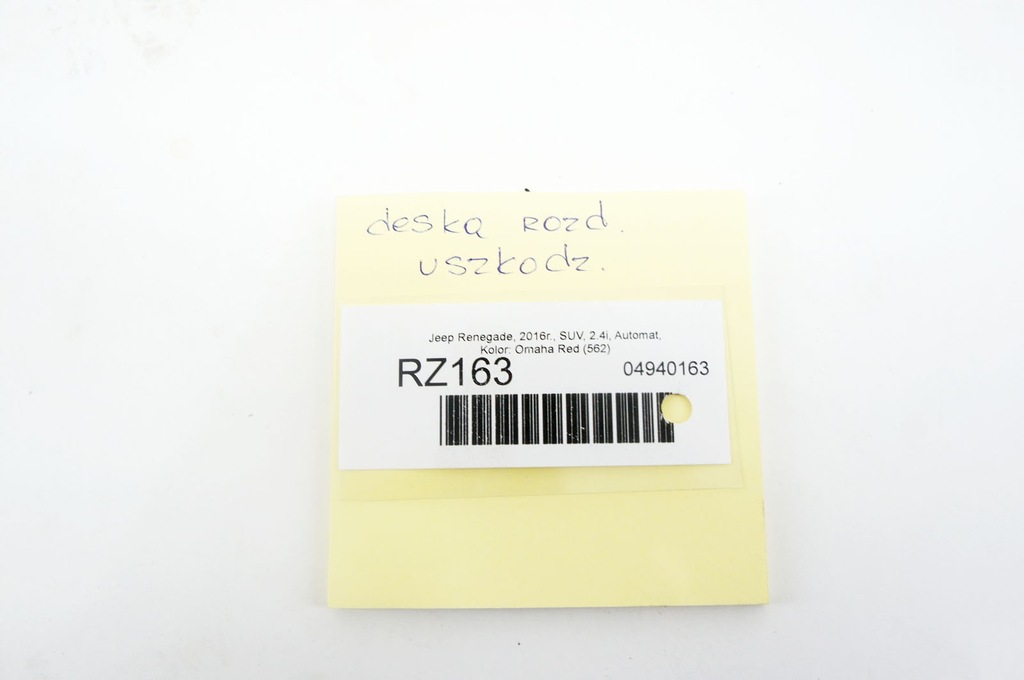 deska rozd.
uszkodz.
Jeep Renegade, 2016r., SUV, 2.4i, Automat,
Kolor: Omaha Red (562)
RZ163 04940163